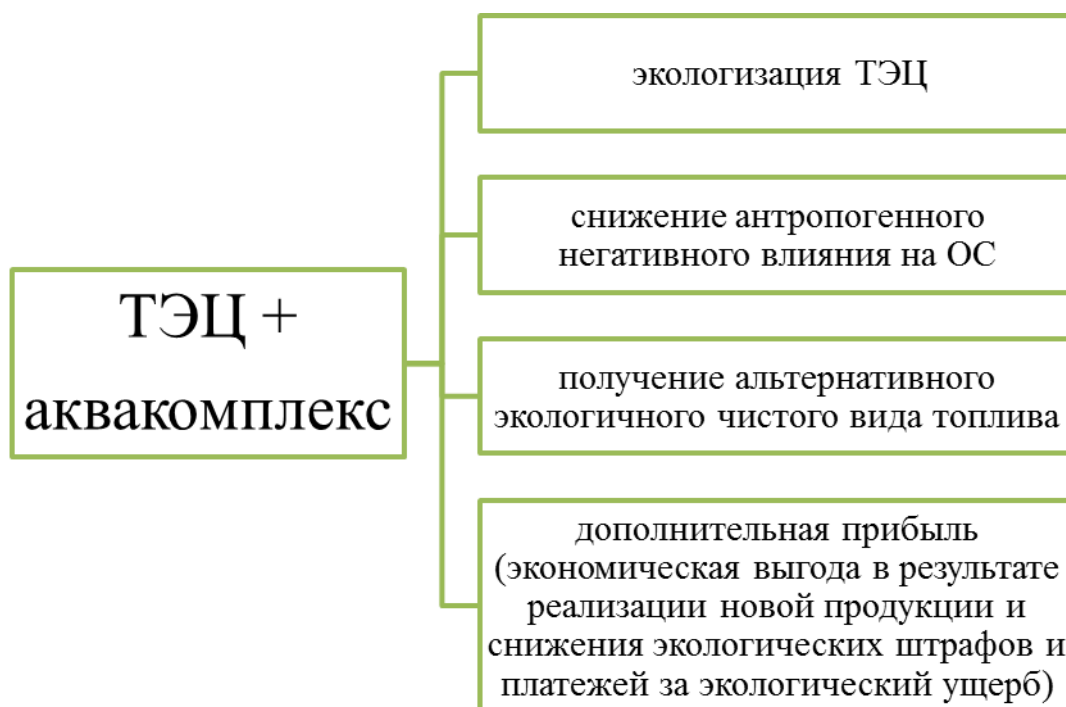 ТЭЦ +
аквакомплекс
экологизация ТЭЦ
снижение антропогенного
негативного влияния на ОС
получение альтернативного
экологичного чистого вида топлива
дополнительная прибыль
(экономическая выгода в результате
реализации новой продукции и
снижения экологических штрафов и
платежей за экологический ущерб)